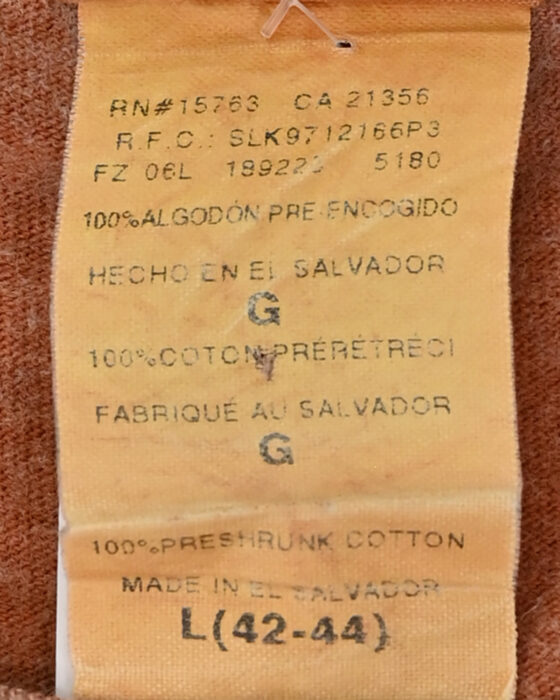 RN#15763 CA 21356
R.F.C.: SLK9712166P3
FZ 06L 5180
100%ALGODÓN PRE-ENCOGIDO
HECHO EN EL SALVADOR
G
100%COTON PRÉRÉTRÉCI
FABRIQUÉ AU SALVADOR
G
100%PRESHRUNK COTTON
MADE IN EL SALVADOR
L(42-44)